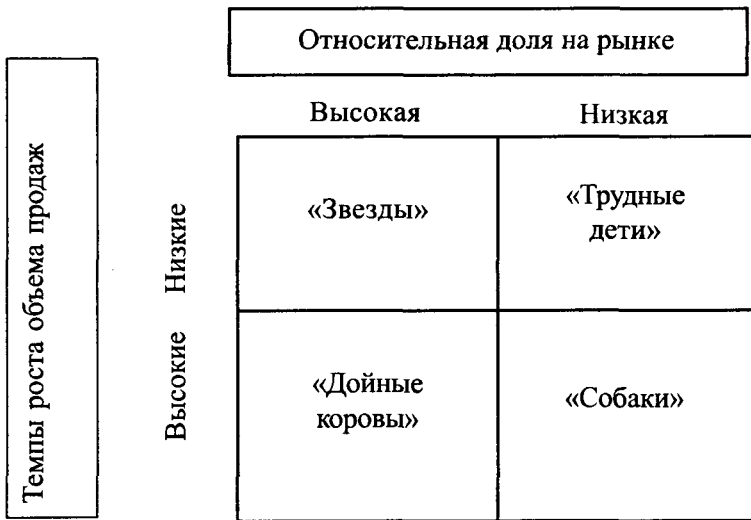 Относительная доля на рынке
Высокая Низкая
Темпы роста объема продаж
Низкие
«Звезды»
«Трудные
дети»
Высокие
«Дойные
коровы»
«Собаки»